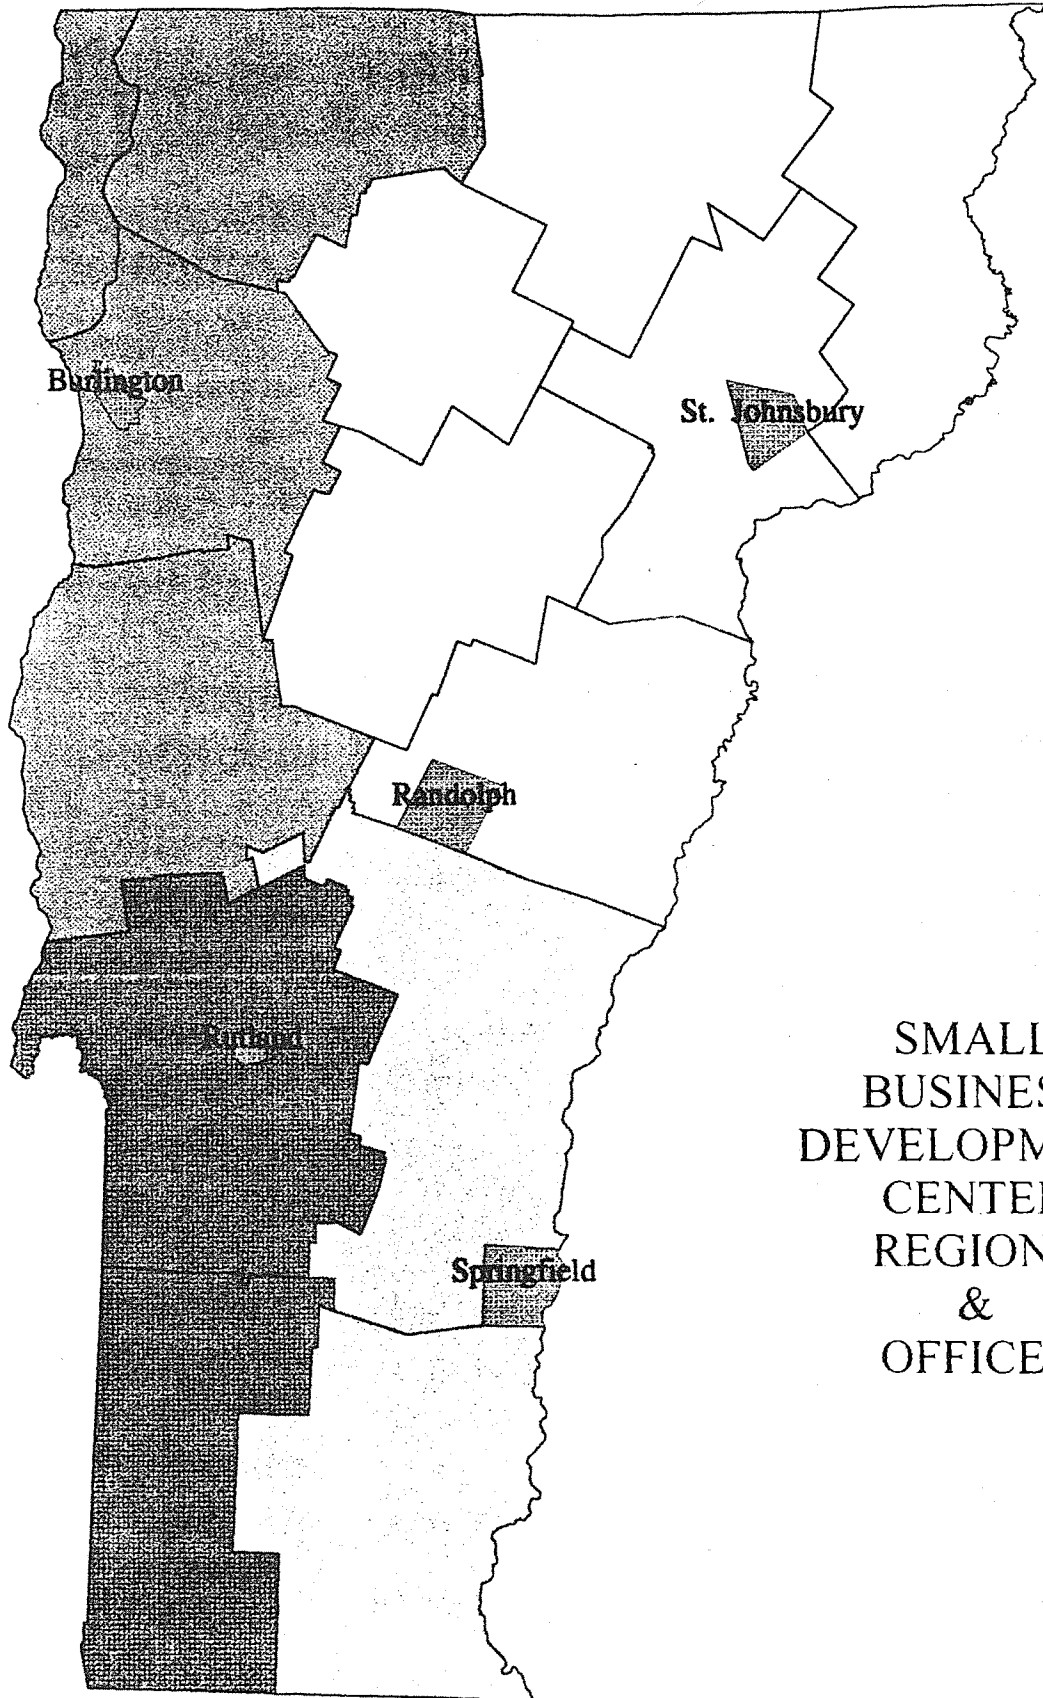 Burlington
St. Johnsbury
Randolph
Rutland
Springfield
SMALL
BUSINES
DEVELOPM
CENTE
REGION
&
OFFICE